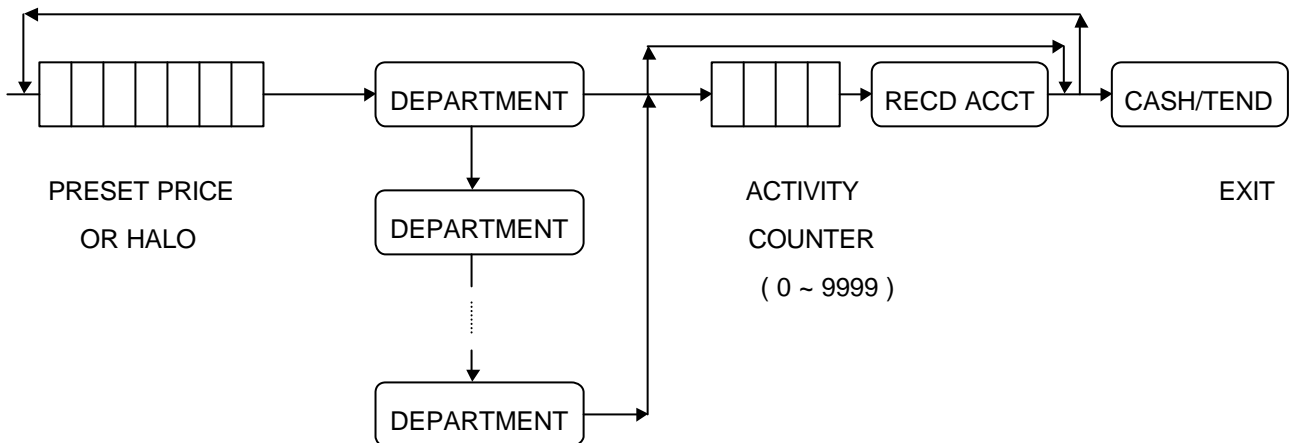 DEPARTMENT
RECD ACCT
CASH/TEND
PRESET PRICE
OR HALO
DEPARTMENT
ACTIVITY
COUNTER
( 0 ~ 9999 )
EXIT
DEPARTMENT